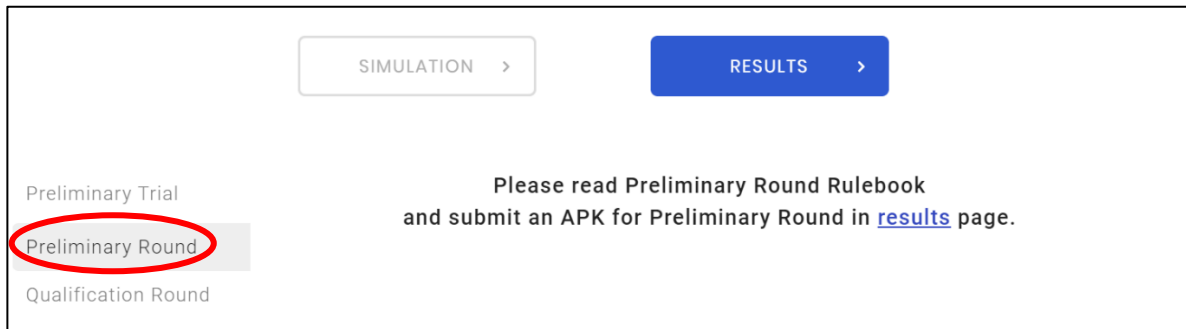 SIMULATION >
RESULTS >
Preliminary Trial
Preliminary Round
Qualification Round
Please read Preliminary Round Rulebook
and submit an APK for Preliminary Round in results page.